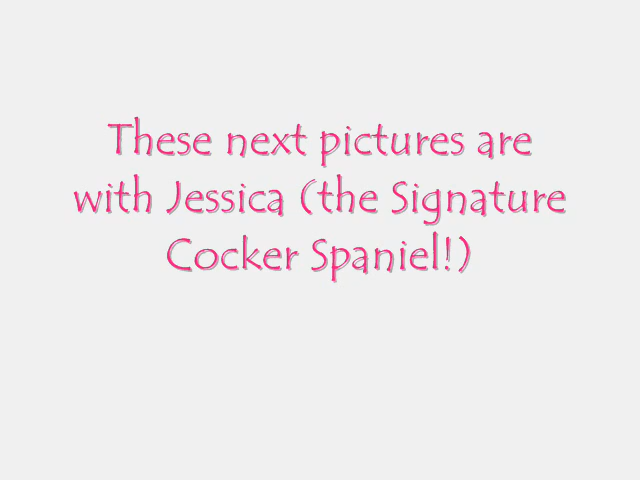 These next pictures are
with Jessica (the Signature
Cocker Spaniel!)